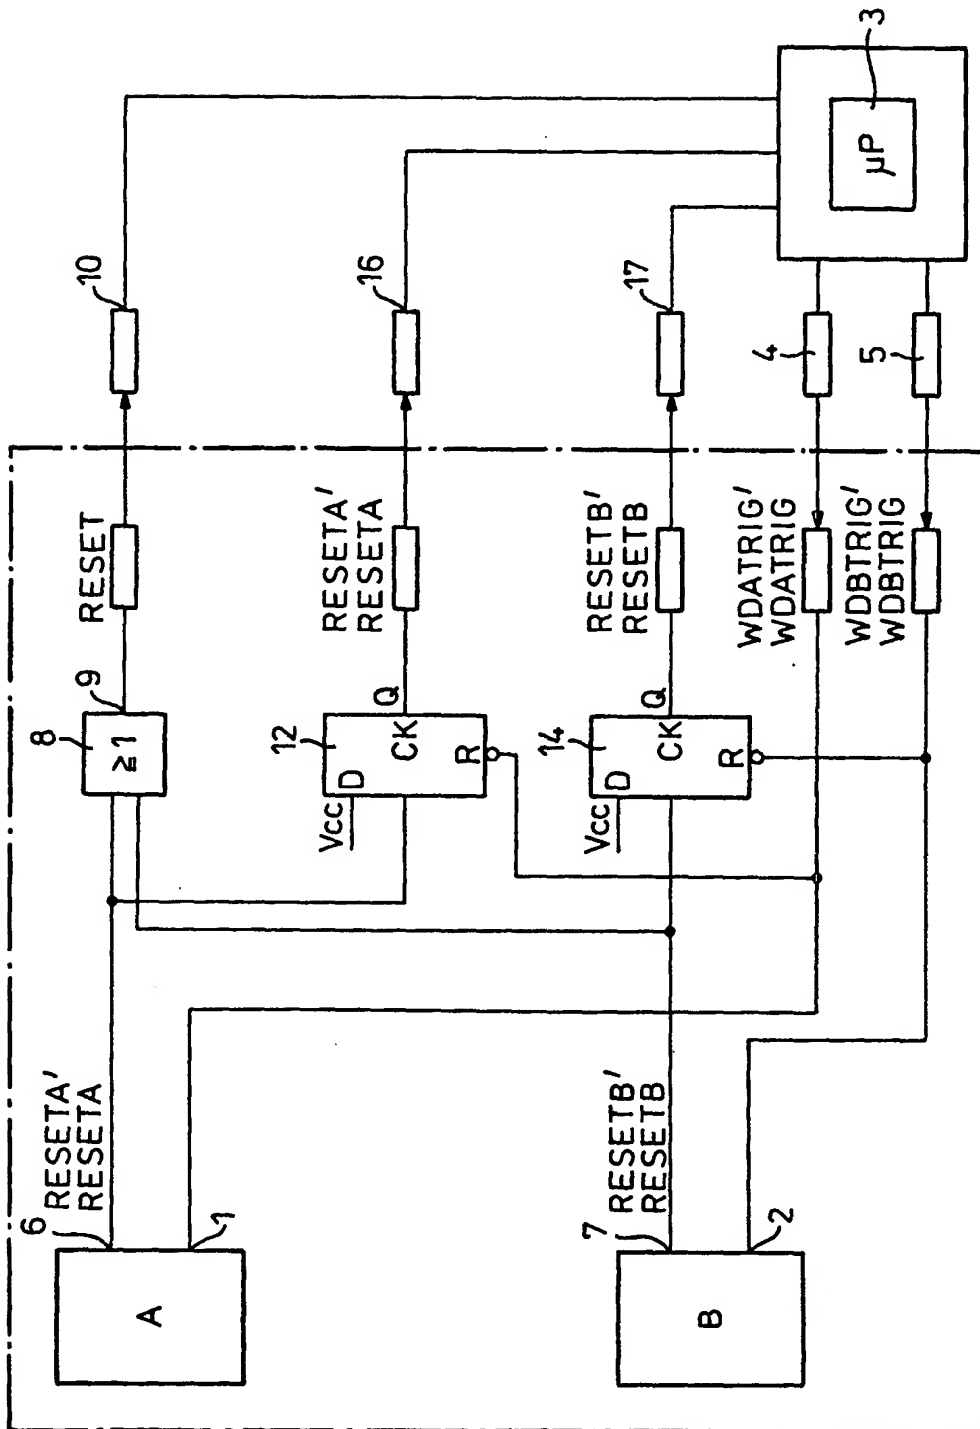 A
6
RESETA'
RESETA
1
8
≥1
9
RESET
10
Vcc
12
D
CK
Q
R
RESETA'
RESETA
16
B
7
RESETB'
RESETB
2
Vcc
14
D
CK
Q
R
RESETB'
RESETB
17
WDATRIG'
WDATRIG
4
WDBTRIG'
WDBTRIG
5
μP
3